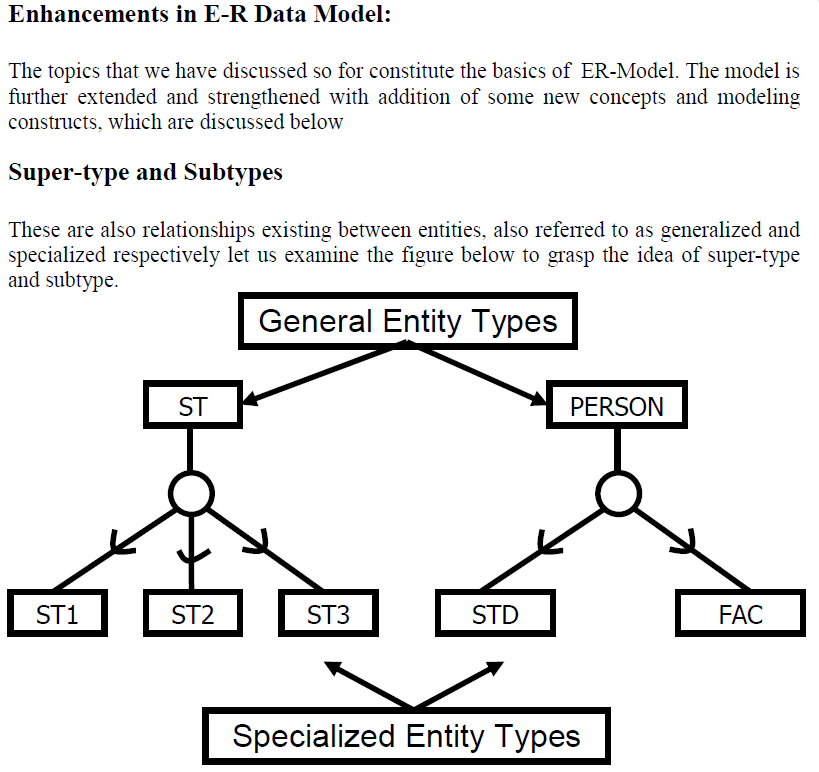 Enhancements in E-R Data Model:
The topics that we have discussed so for constitute the basics of ER-Model. The model is
further extended and strengthened with addition of some new concepts and modeling
constructs, which are discussed below
Super-type and Subtypes
These are also relationships existing between entities, also referred to as generalized and
specialized respectively let us examine the figure below to grasp the idea of super-type
and subtype.
General Entity Types
ST PERSON
ST1 ST2 ST3 STD FAC
Specialized Entity Types